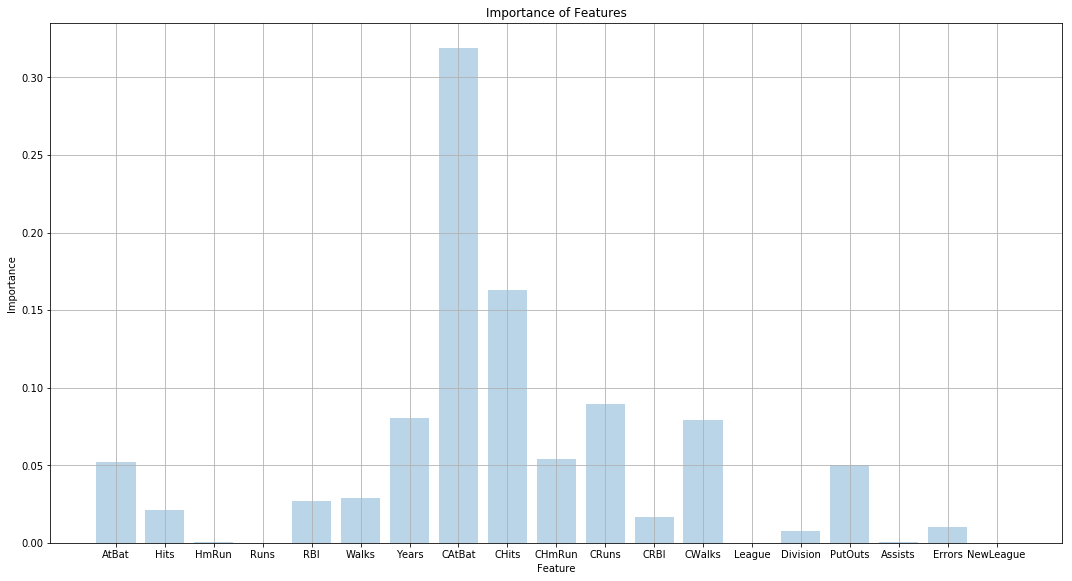 Importance of Features
Importance
0.30
0.25
0.20
0.15
0.10
0.05
0.00
AtBat Hits HmRun Runs RBI Walks Years CAtBat CHits CHmRun CRuns CRBI CWalks League Division PutOuts Assists Errors NewLeague
Feature